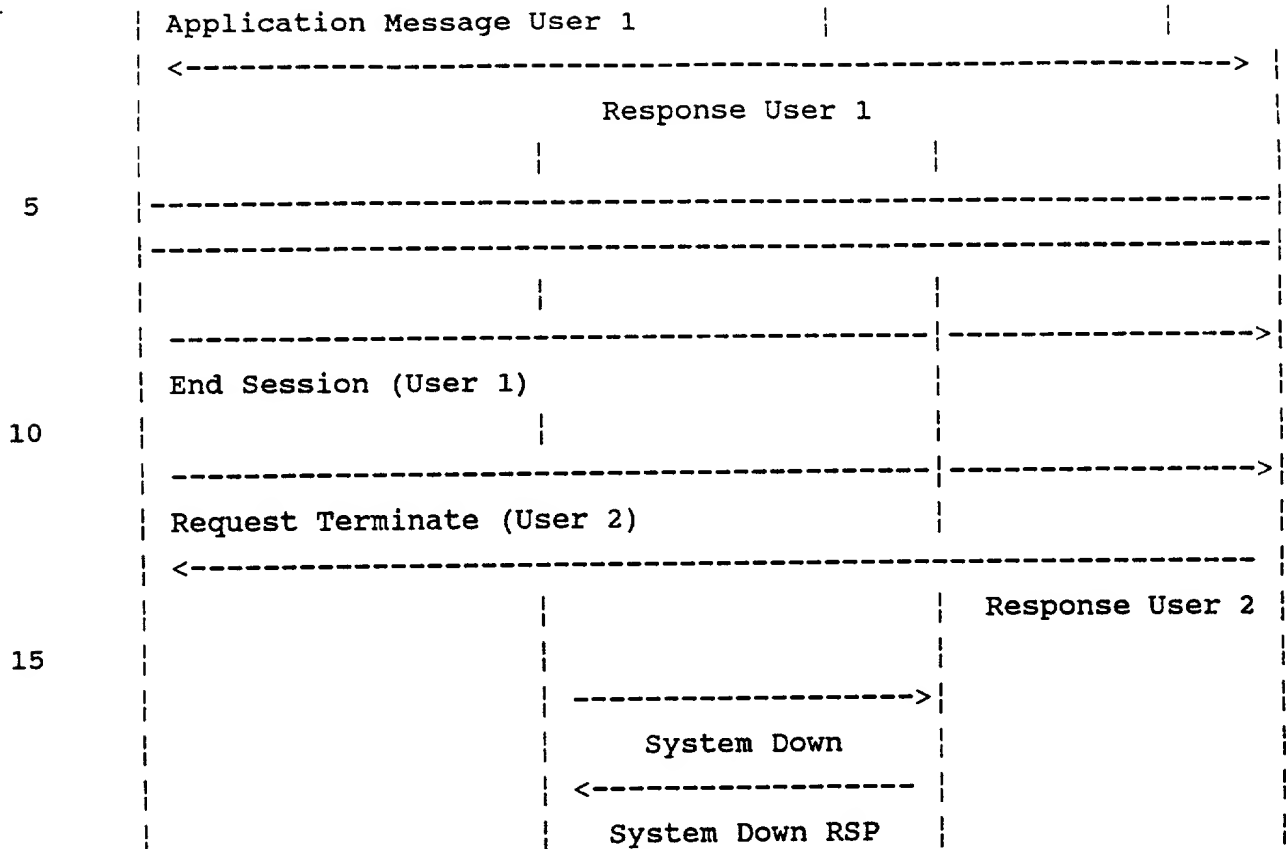 Application Message User 1
Response User 1
5
End Session (User 1)
10
Request Terminate (User 2)
Response User 2
15
System Down
System Down RSP